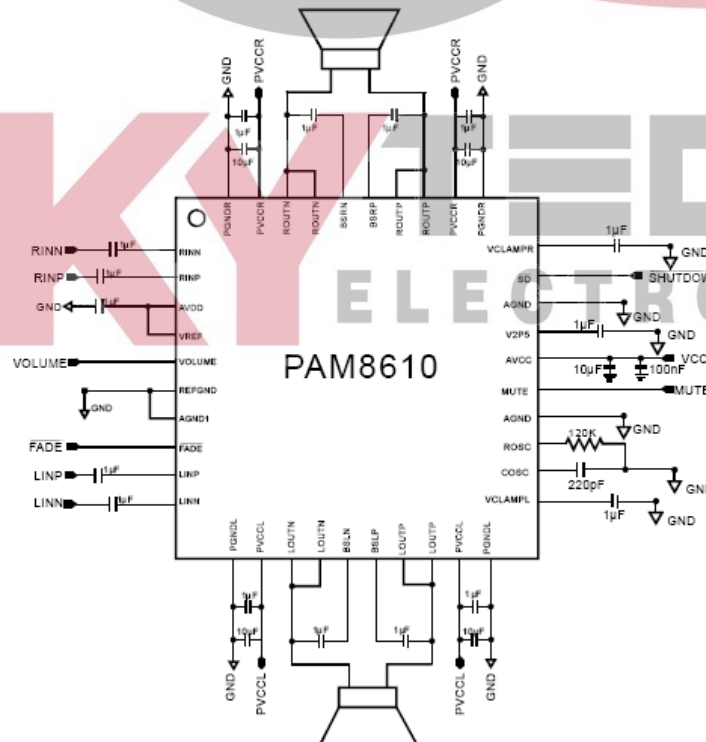 GND
PVCCR
PVCCR
GND
1µF
1µF
1µF
1µF
10µF
10µF
PGNDR
PVCCR
ROUTN
ROUTN
BSRN
BSRP
ROUTP
ROUTP
PVCCR
PGNDR
KYTEC
ELECTRO
RINN
1µF
RINN
VCLAMPR
1µF
GND
RINP
1µF
RINP
SD
SHUTDOW
GND
1µF
AVDD
AGND
GND
VREF
V2P5
1µF
GND
VOLUME
VOLUME
PAM8610
AVCC
10µF
100nF
VCC
REFGND
MUTE
MUTE
GND
AGND1
AGND
GND
FADE
FADE
ROSC
120K
LINP
1µF
LINP
COSC
220pF
GN
LINN
1µF
LINN
VCLAMPL
1µF
GND
PGNDL
PVCCL
LOUTN
LOUTN
BSLN
BSLP
LOUTP
LOUTP
PVCCL
PGNDL
1µF
1µF
10µF
1µF
1µF
10µF
GND
PVCCL
PVCCL
GND